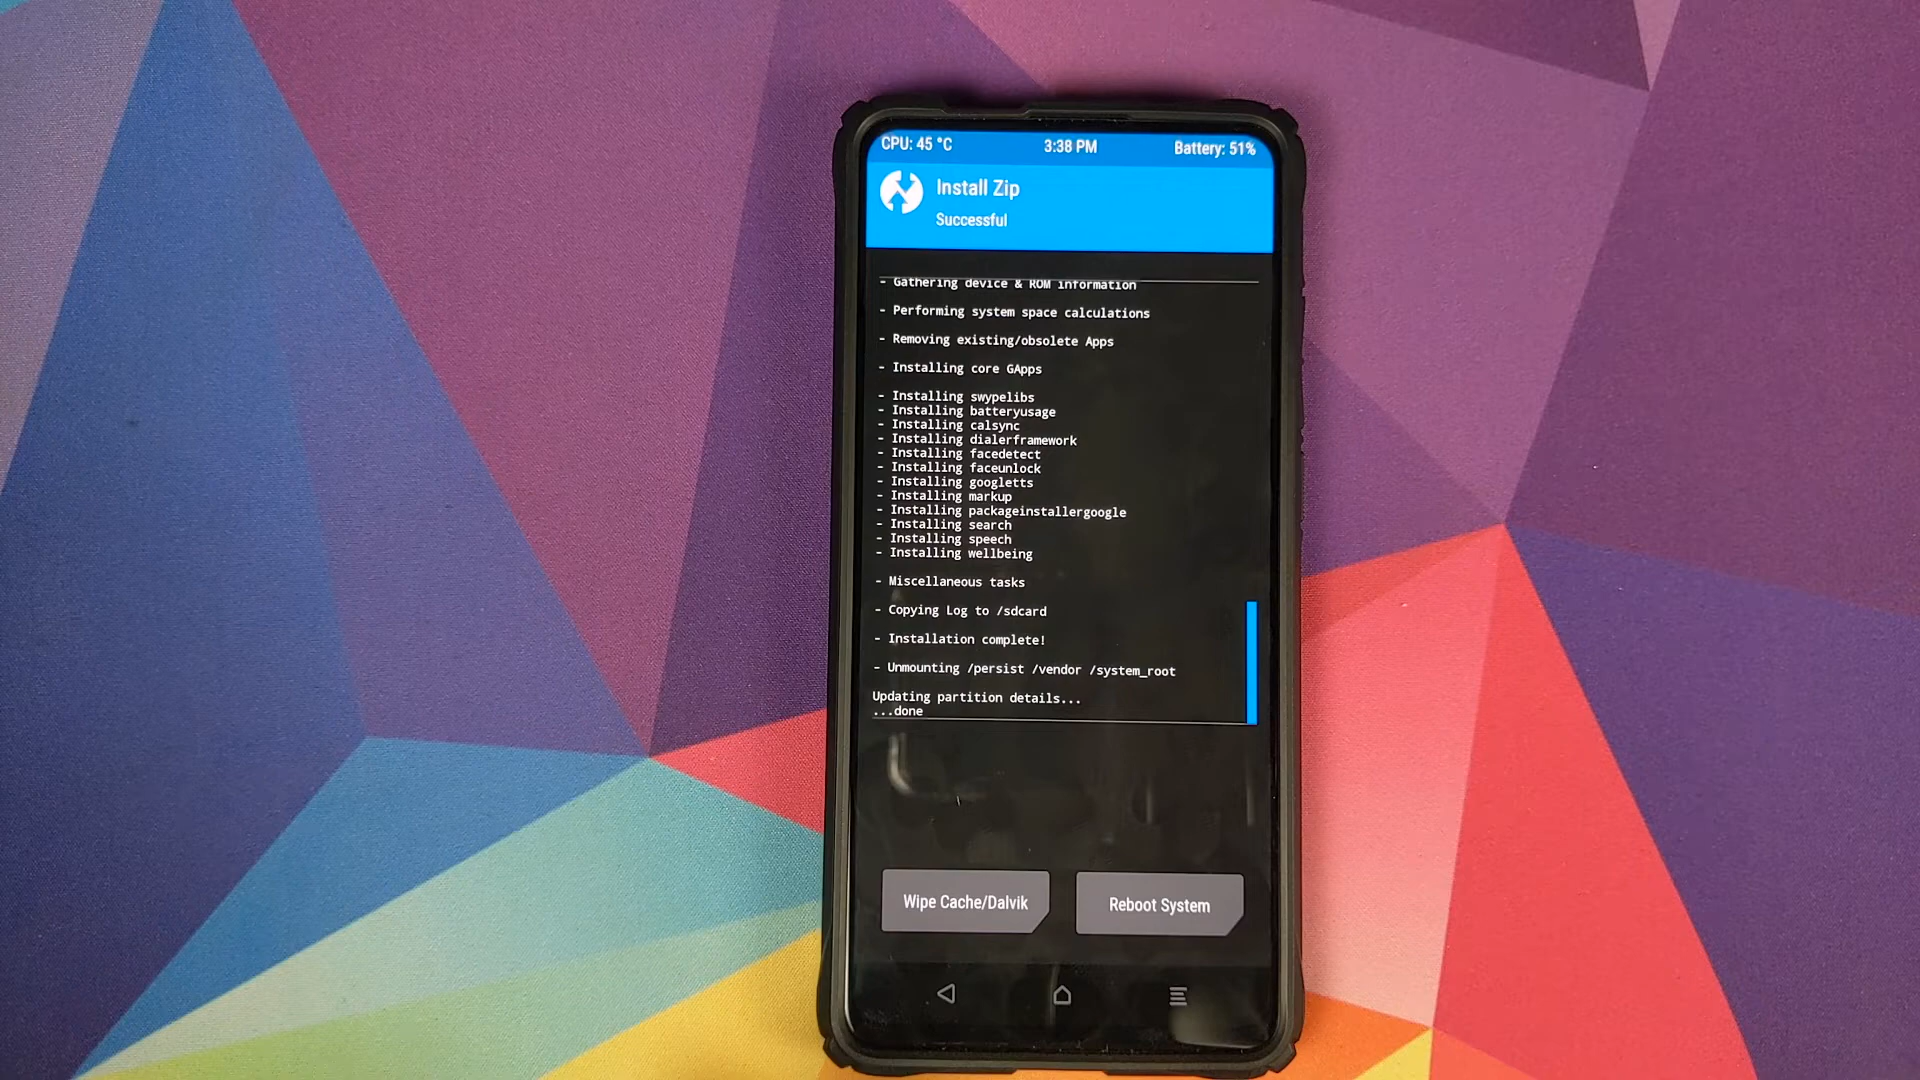 CPU: 45 °C 3:38 PM Battery: 51%
Install Zip
Successful
- Gathering device & ROM information
- Performing system space calculations
- Removing existing/obsolete Apps
- Installing core GApps
- Installing swypelibs
- Installing batteryusage
- Installing calsync
- Installing dialerframework
- Installing facedetect
- Installing faceunlock
- Installing googletts
- Installing markup
- Installing packageinstallergoogle
- Installing search
- Installing speech
- Installing wellbeing
- Miscellaneous tasks
- Copying Log to /sdcard
- Installation complete!
- Unmounting /persist /vendor /system_root
Updating partition details...
...done
Wipe Cache/Dalvik Reboot System